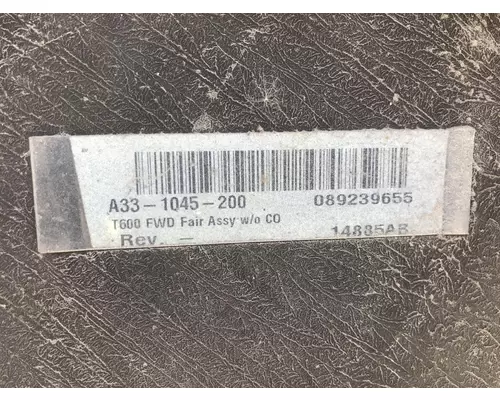 A33-1045-200 089239655
T600 FWD Fair Assy w/o CO
Rev. - 14885AB